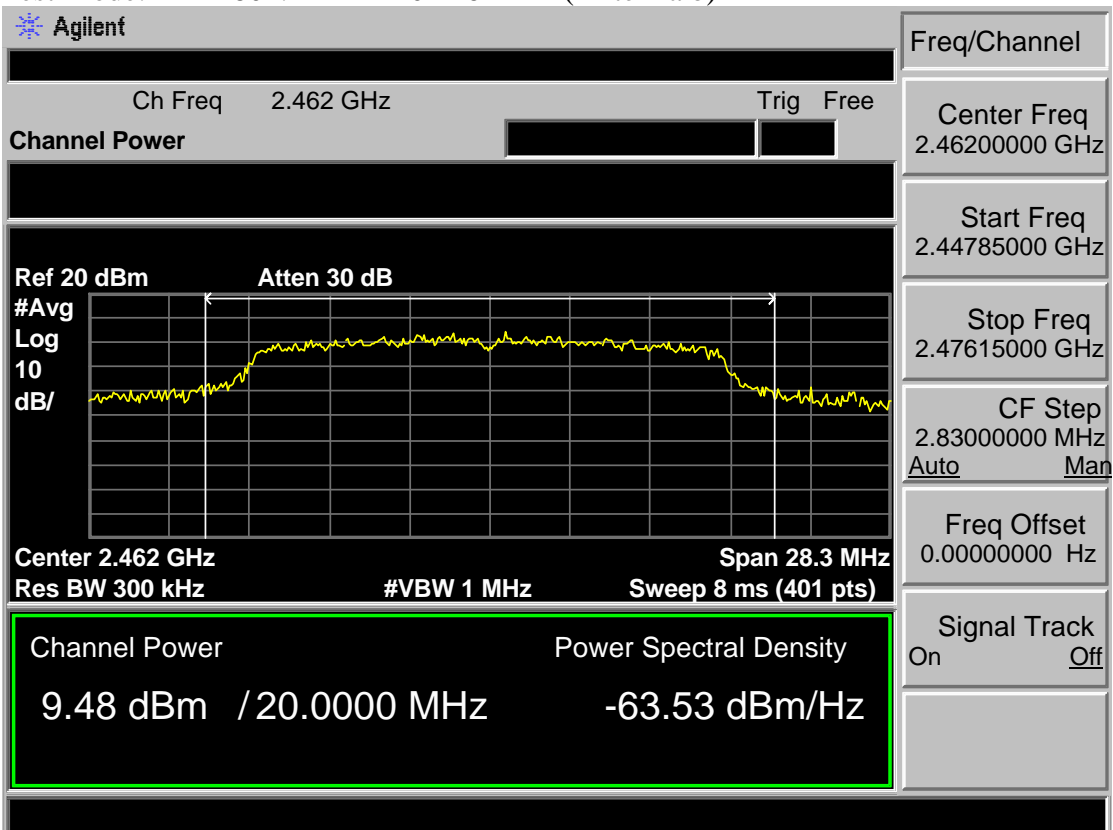 Agilent
Freq/Channel
Ch Freq 2.462 GHz Trig Free
Channel Power
Center Freq
2.46200000 GHz
Start Freq
2.44785000 GHz
Stop Freq
2.47615000 GHz
CF Step
2.83000000 MHz
Auto Man
Freq Offset
0.00000000 Hz
Signal Track
On Off
Ref 20 dBm Atten 30 dB
#Avg
Log
10
dB/
Center 2.462 GHz Span 28.3 MHz
Res BW 300 kHz #VBW 1 MHz Sweep 8 ms (401 pts)
Channel Power Power Spectral Density
9.48 dBm / 20.0000 MHz -63.53 dBm/Hz